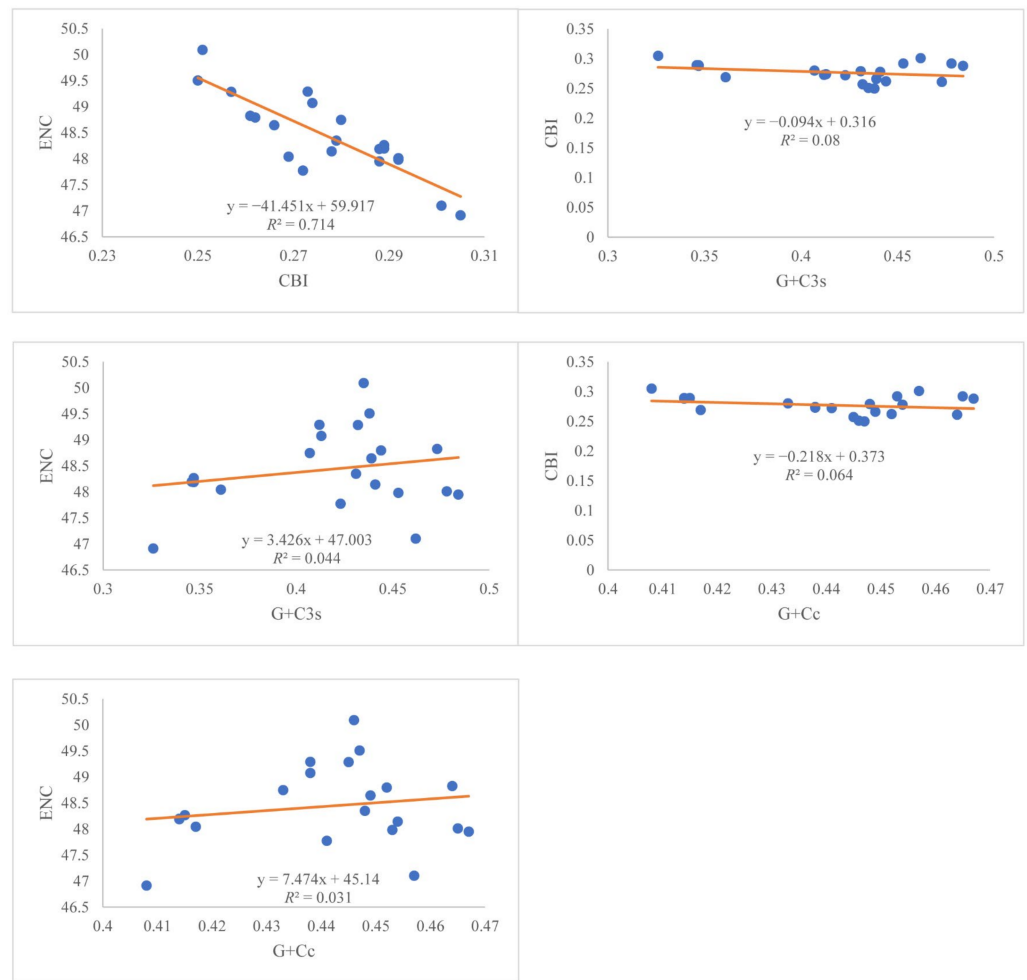 50.5
50
49.5
49
48.5
48
47.5
47
46.5
ENC
y = −41.451x + 59.917
R² = 0.714
0.23 0.25 0.27 0.29 0.31
CBI
0.35
0.3
0.25
0.2
0.15
0.1
0.05
0
CBI
y = −0.094x + 0.316
R² = 0.08
0.3 0.35 0.4 0.45 0.5
G+C3s
50.5
50
49.5
49
48.5
48
47.5
47
46.5
ENC
y = 3.426x + 47.003
R² = 0.044
0.3 0.35 0.4 0.45 0.5
G+C3s
0.35
0.3
0.25
0.2
0.15
0.1
0.05
0
CBI
y = −0.218x + 0.373
R² = 0.064
0.4 0.41 0.42 0.43 0.44 0.45 0.46 0.47
G+Cc
50.5
50
49.5
49
48.5
48
47.5
47
46.5
ENC
y = 7.474x + 45.14
R² = 0.031
0.4 0.41 0.42 0.43 0.44 0.45 0.46 0.47
G+Cc